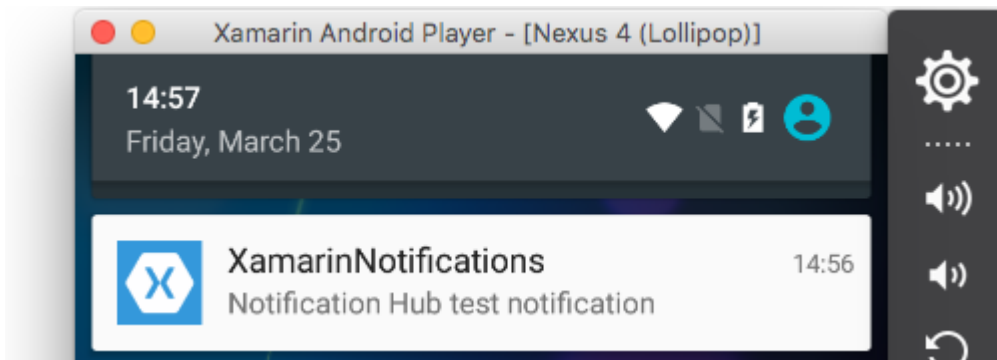 Xamarin Android Player - [Nexus 4 (Lollipop)]
14:57
Friday, March 25
XamarinNotifications
14:56
Notification Hub test notification